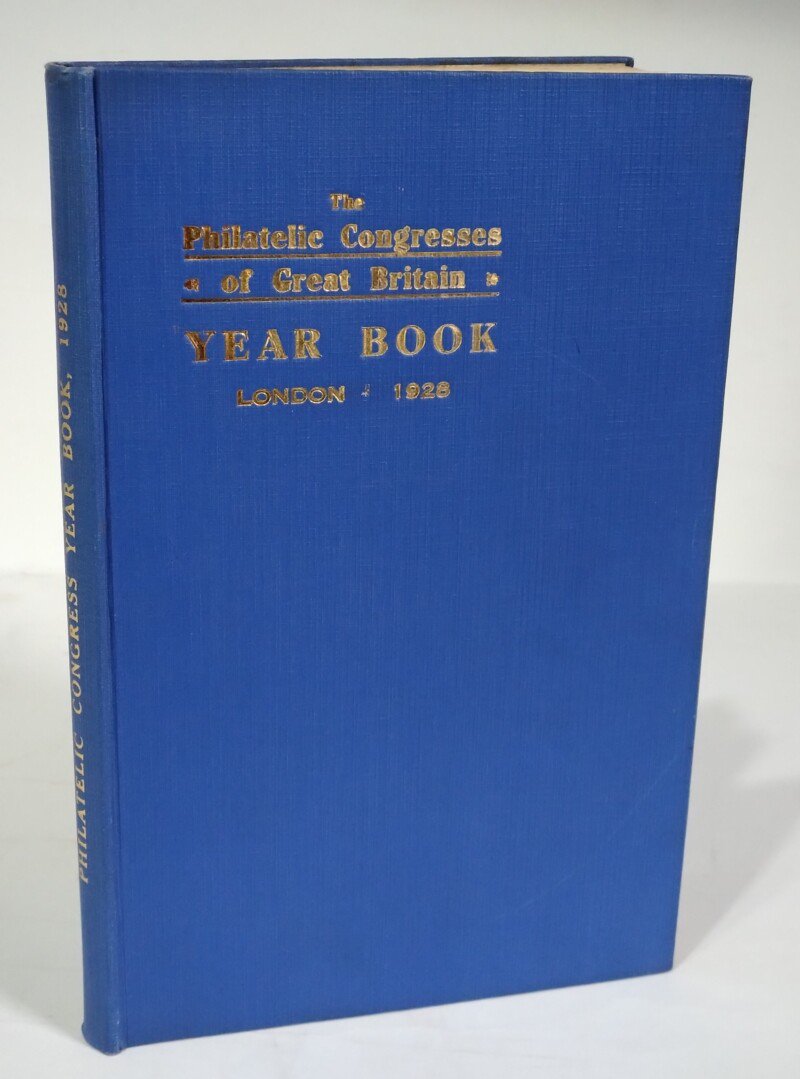 The
Philatelic Congresses
of Great Britain
YEAR BOOK
LONDON 1928
PHILATELIC CONGRESS YEAR BOOK, 1928